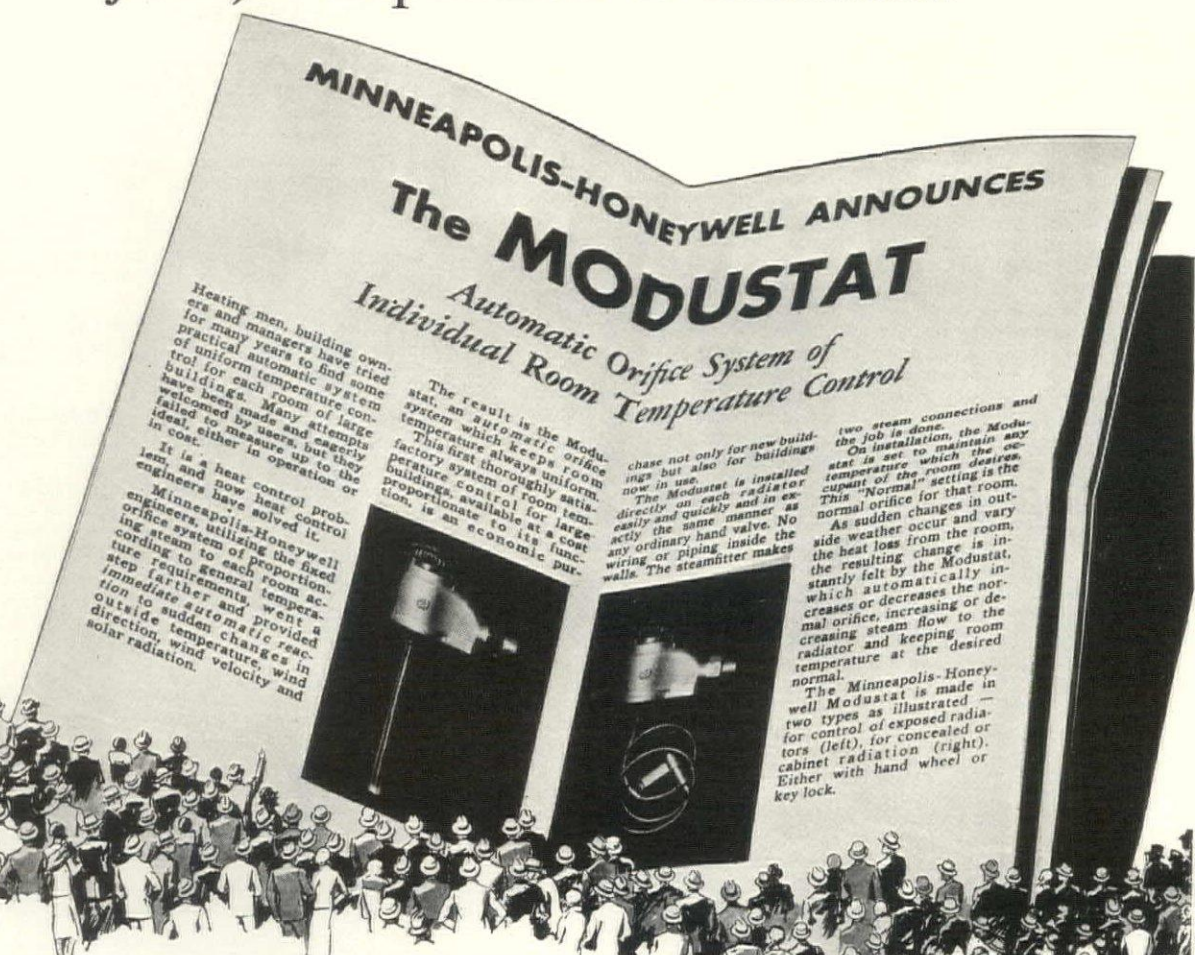 MINNEAPOLIS-HONEYWELL ANNOUNCES
The MODUSTAT
Automatic Orifice System of
Individual Room Temperature Control
Heating men, building own-
ers and managers have tried
for many years to find some
practical automatic system
of uniform temperature con-
trol for each room of large
buildings. Many attempts
have been made and eagerly
welcomed by users, but they
failed to measure up to the
ideal, either in operation or
in cost.
It is a heat control prob-
lem, and now heat control
engineers have solved it.
Minneapolis-Honeywell
engineers, utilizing the fixed
orifice system of proportion-
ing steam to each room ac-
cording to general tempera-
ture requirements, went a
step farther and provided
immediate automatic reac-
tion to sudden changes in
outside temperature, wind
direction, wind velocity and
solar radiation.
The result is the Modu-
stat, an automatic orifice
system which keeps room
temperature always uniform.
This first thoroughly satis-
factory system of room tem-
perature control for large
buildings, available at a cost
proportionate to its func-
tion, is an economic pur-
chase not only for new build-
ings but also for buildings
now in use.
The Modustat is installed
directly on each radiator
easily and quickly and in ex-
actly the same manner as
any ordinary hand valve. No
wiring or piping inside the
walls. The steamfitter makes
two steam connections and
the job is done.
On installation, the Modu-
stat is set to maintain any
temperature which the oc-
cupant of the room desires.
This "Normal" setting is the
normal orifice for that room.
As sudden changes in out-
side weather occur and vary
the heat loss from the room,
the resulting change is in-
stantly felt by the Modustat,
which automatically in-
creases or decreases the nor-
mal orifice, increasing or de-
creasing steam flow to the
radiator and keeping room
temperature at the desired
normal.
The Minneapolis-Honey-
well Modustat is made in
two types as illustrated —
for control of exposed radia-
tors (left), for concealed or
cabinet radiation (right).
Either with hand wheel or
key lock.